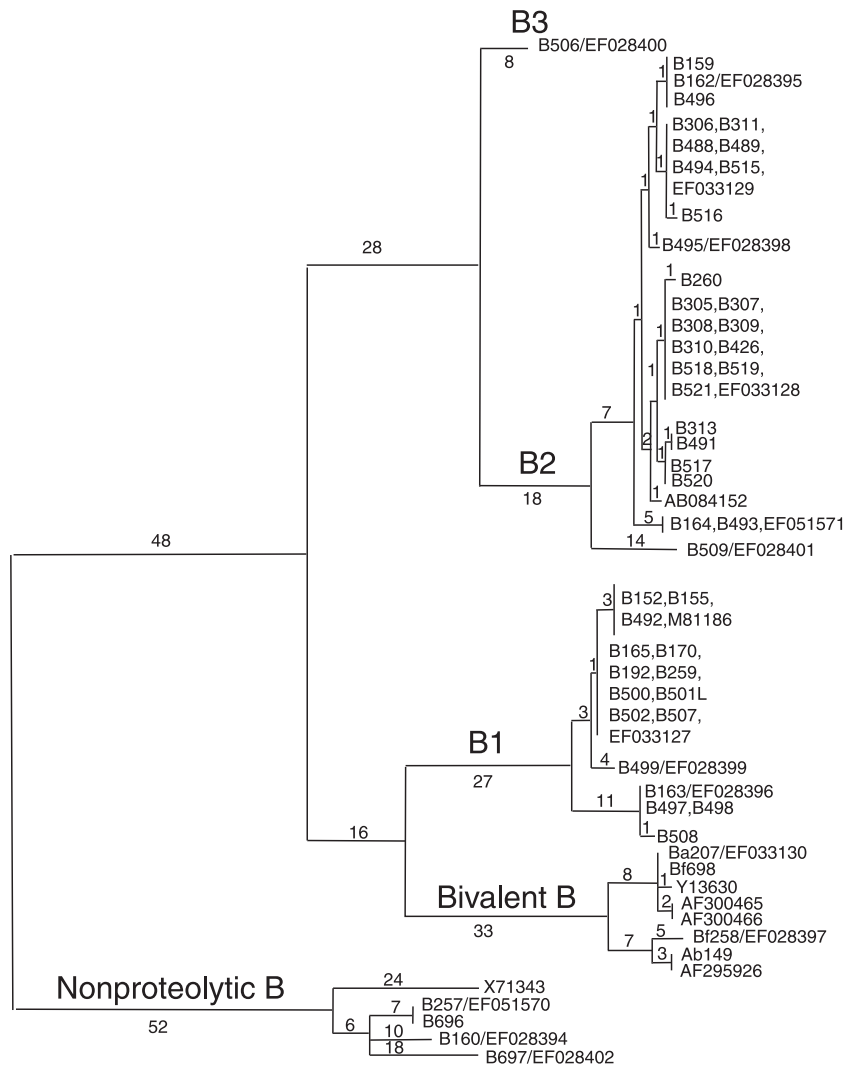 B3
B506/EF028400
8
B159
1
B162/EF028395
B496
1
B306,B311,
B488,B489,
1
B494,B515,
EF033129
1
1
B516
1
B495/EF028398
28
1
B260
B305,B307,
1
B308,B309,
1
B310,B426,
1
B518,B519,
B521,EF033128
7
B313
1
B491
2
1
B517
B520
B2
18
1
AB084152
5
B164,B493,EF051571
14
B509/EF028401
48
3
B152,B155,
B492,M81186
B165,B170,
1
B192,B259,
B500,B501L
3
B502,B507,
EF033127
B1
27
4
B499/EF028399
B163/EF028396
11
B497,B498
1
B508
16
Ba207/EF033130
Bf698
8
1
Y13630
2
AF300465
AF300466
Bivalent B
33
5
Bf258/EF028397
7
3
Ab149
AF295926
Nonproteolytic B
52
24
X71343
7
B257/EF051570
B696
6
10
B160/EF028394
18
B697/EF028402